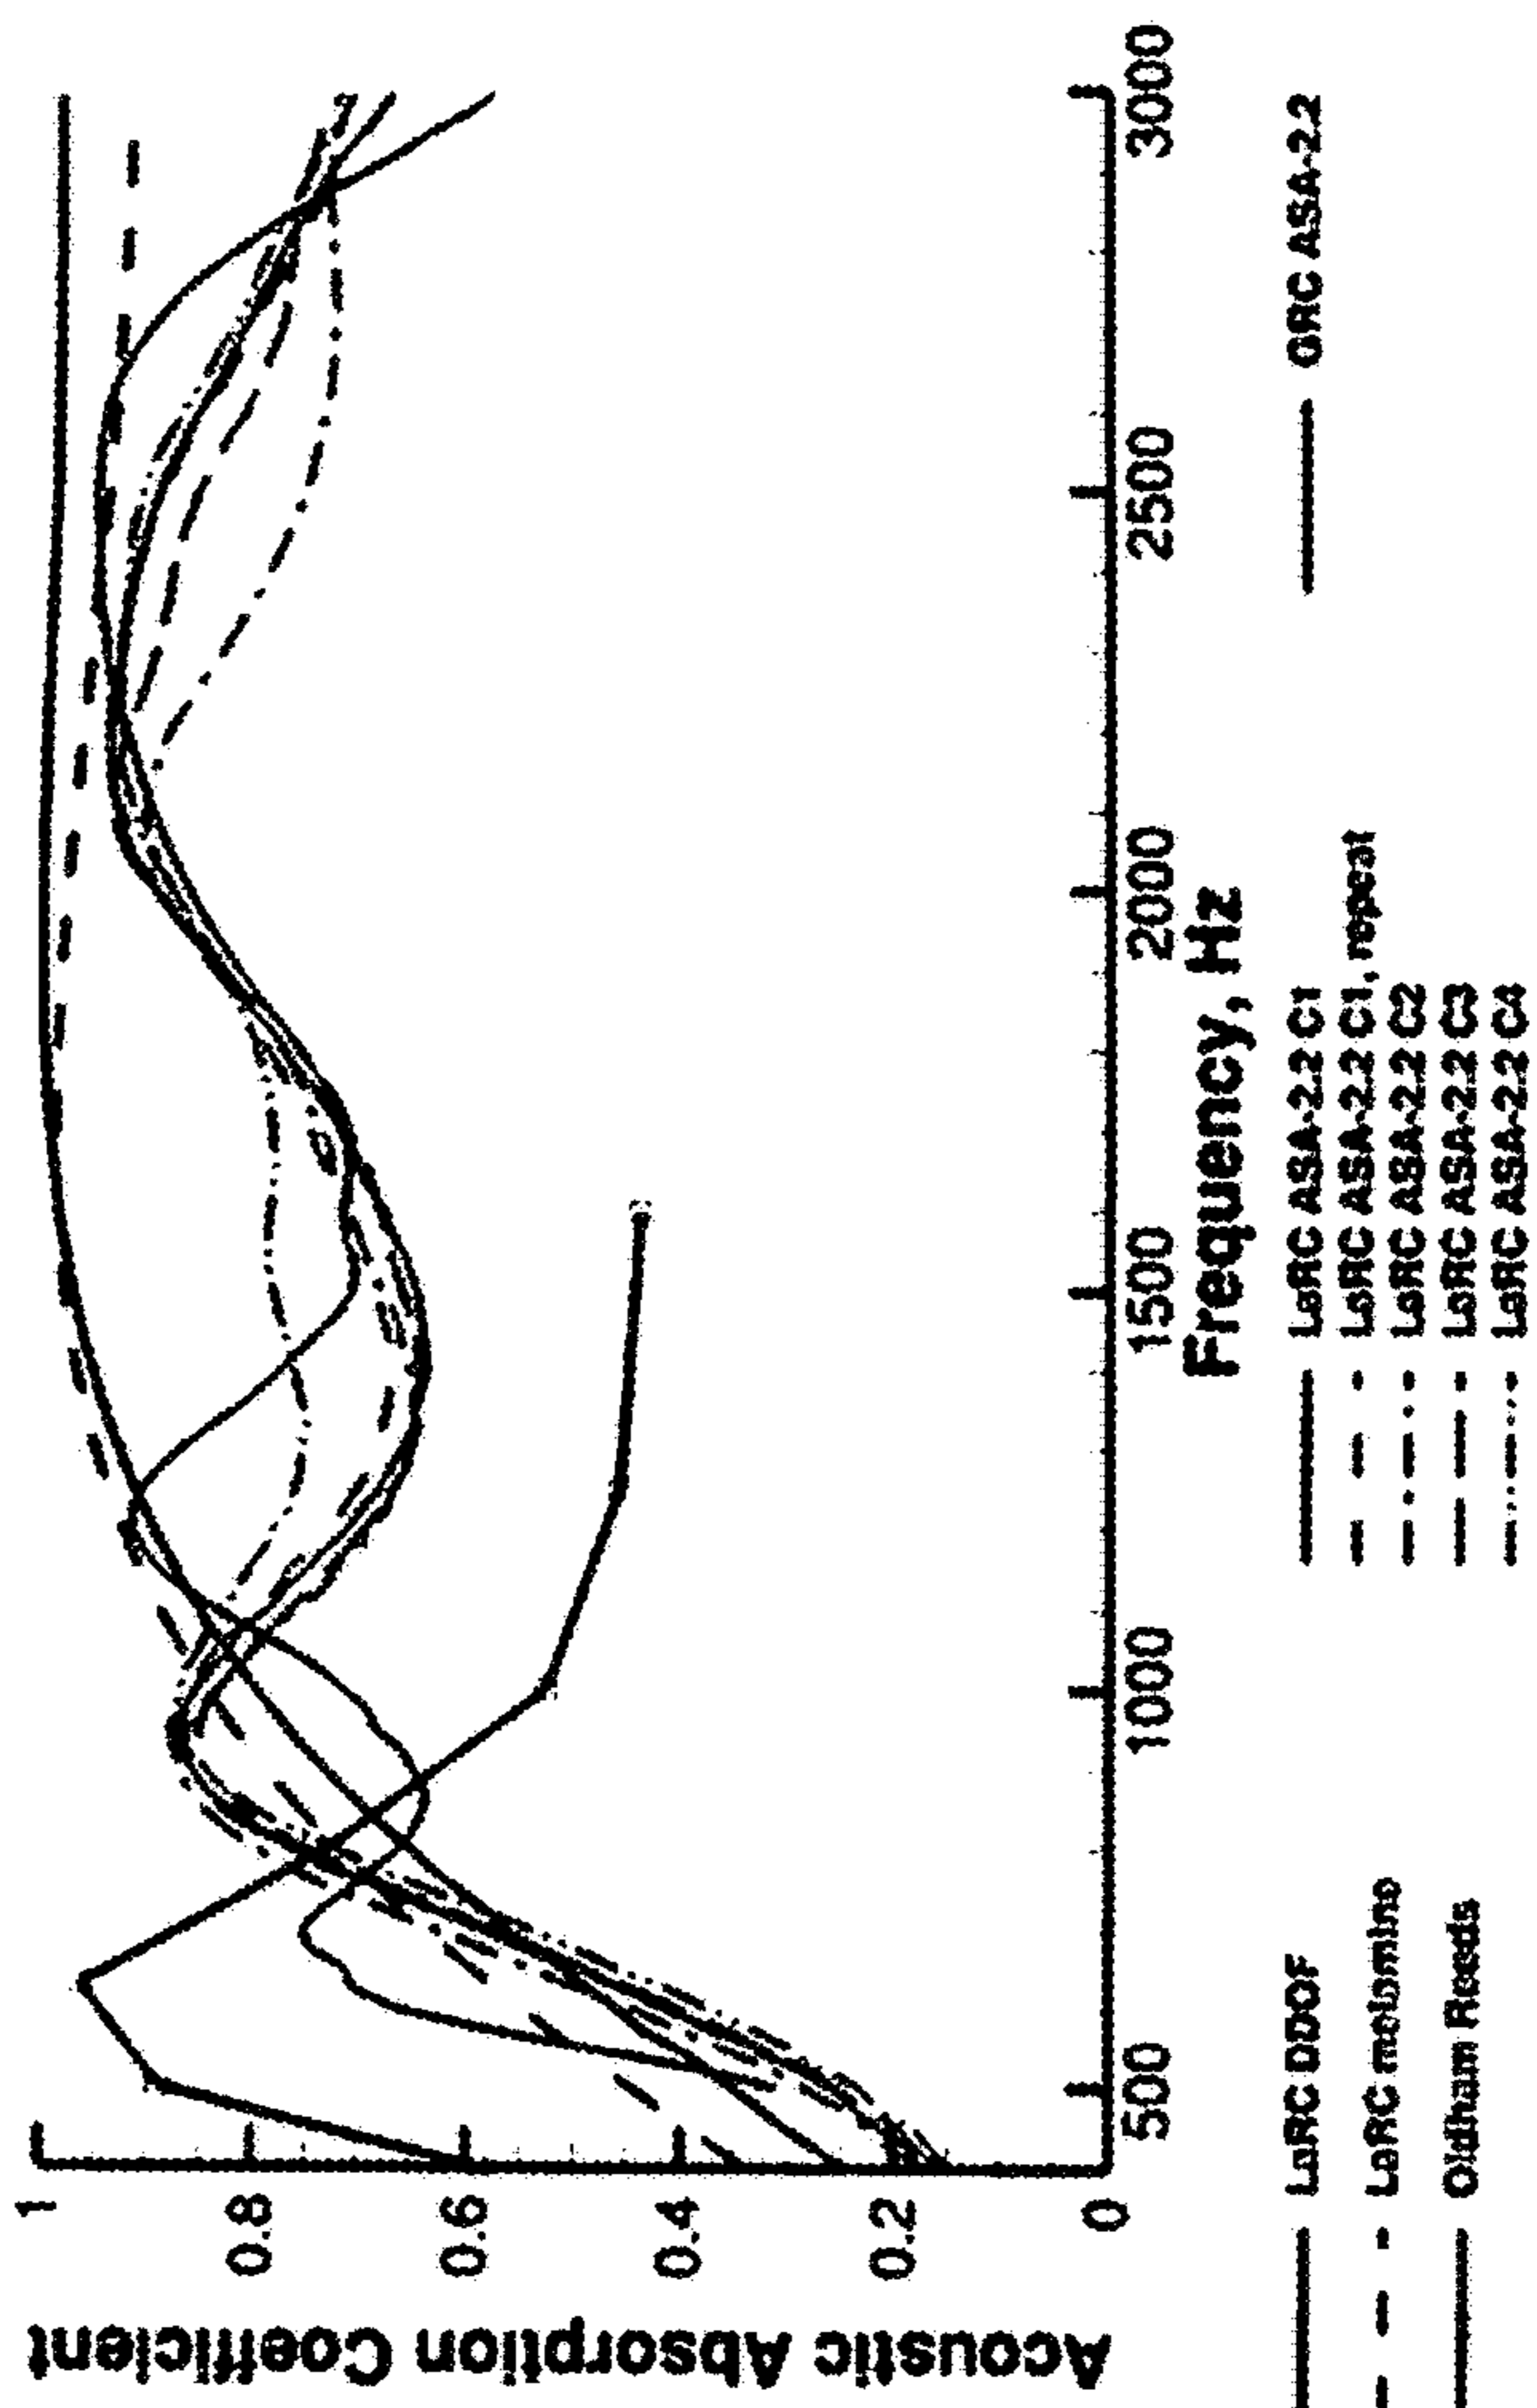 Acoustic Absorption Coefficient
1
0.8
0.6
0.4
0.2
0
500
1000
1500
2000
2500
3000
Frequency, Hz
LaRC DDOF
LaRC melamine
Oldham Reeds
LaRC ASA-2.2 C1
LaRC ASA-2.2 C1, repeat
LaRC ASA-2.2 C2
LaRC ASA-2.2 C3
LaRC ASA-2.2 C4
GRC ASA-2.2